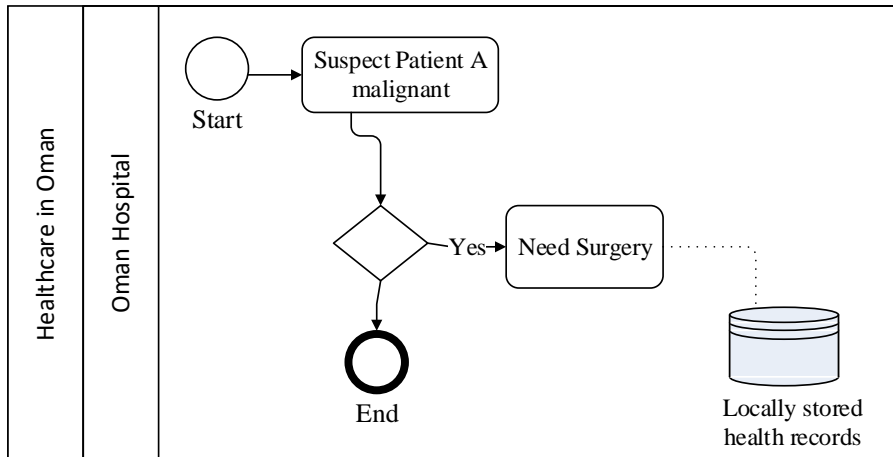 Healthcare in Oman
Oman Hospital
Suspect Patient A
malignant
Start
Yes
Need Surgery
End
Locally stored
health records